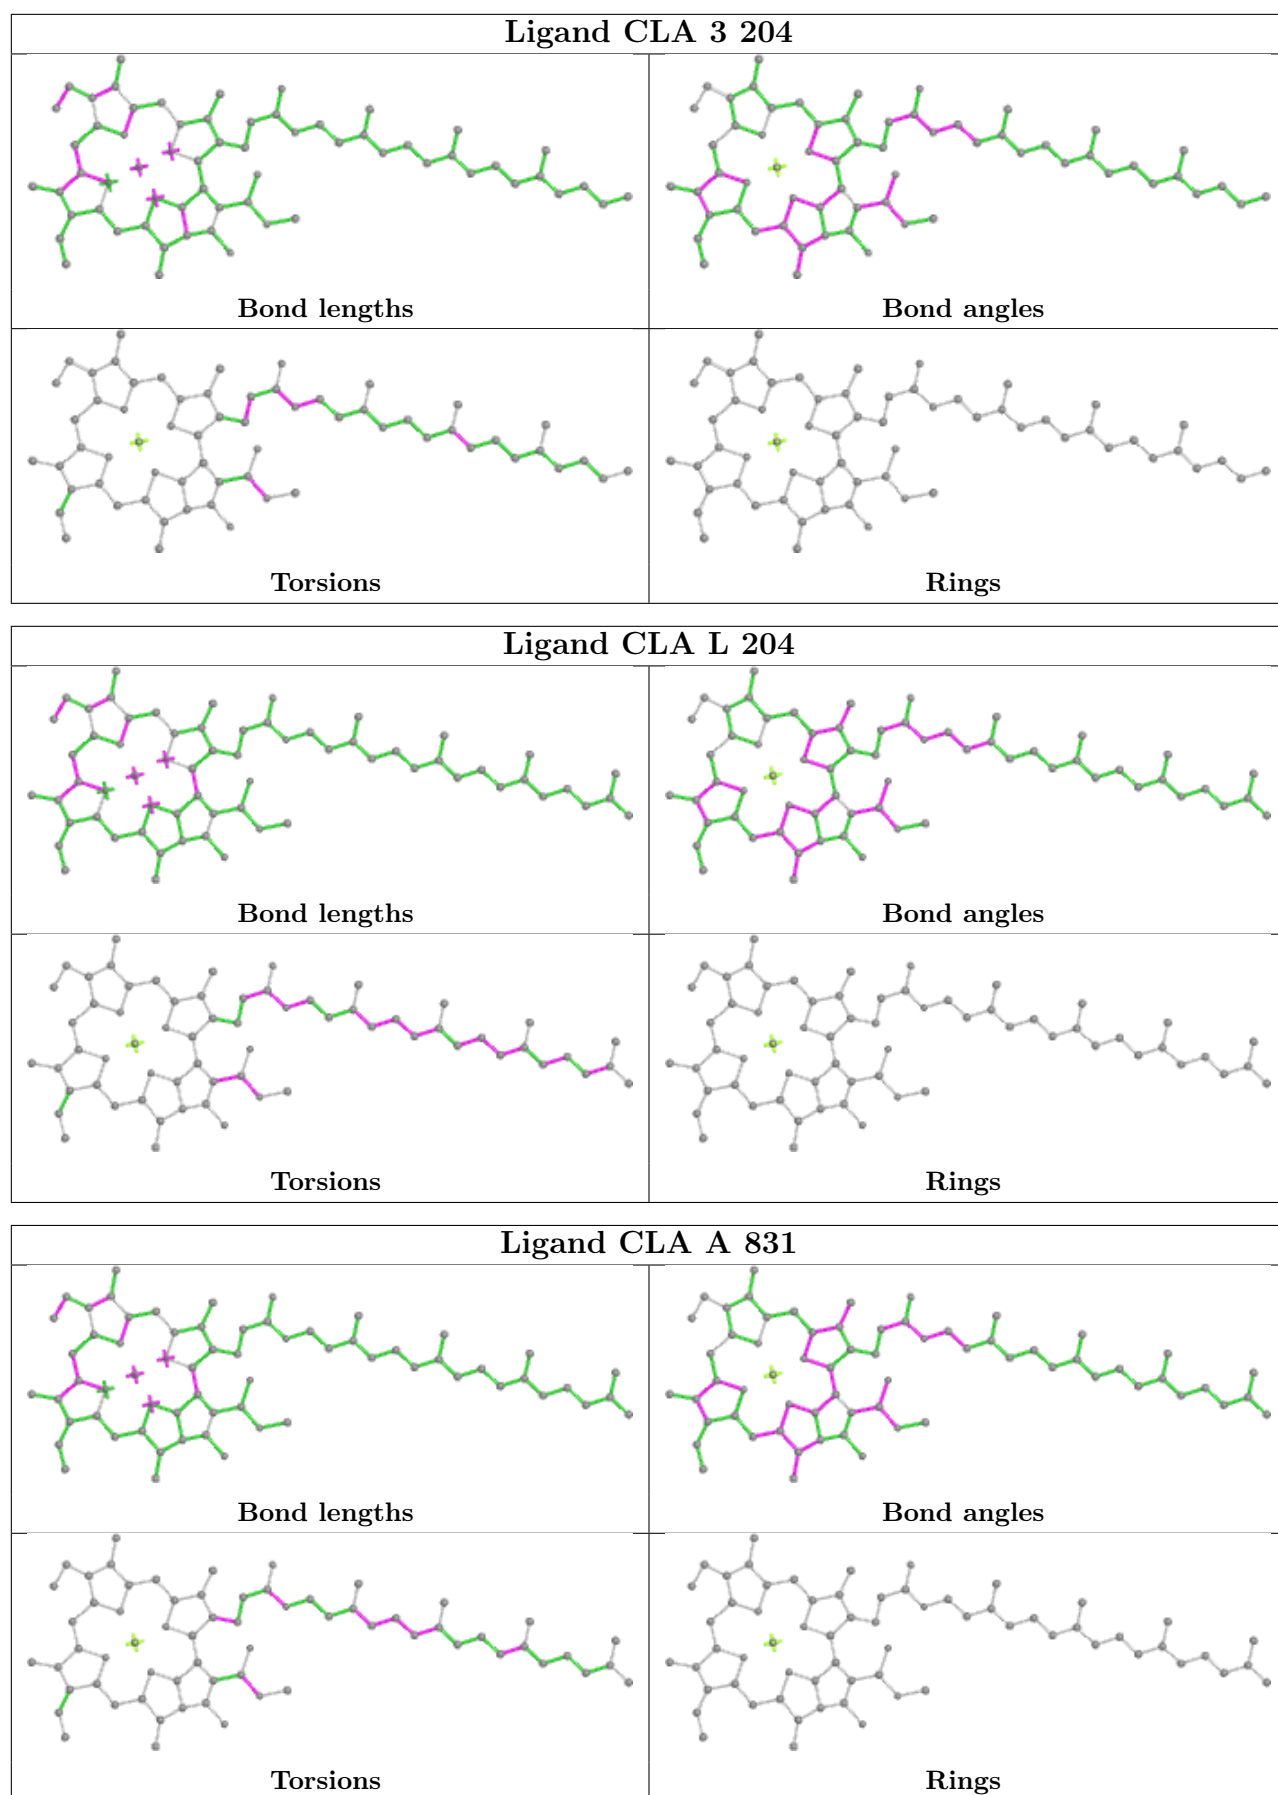 Ligand CLA 3 204
Bond lengths
Bond angles
Torsions
Rings
Ligand CLA L 204
Bond lengths
Bond angles
Torsions
Rings
Ligand CLA A 831
Bond lengths
Bond angles
Torsions
Rings